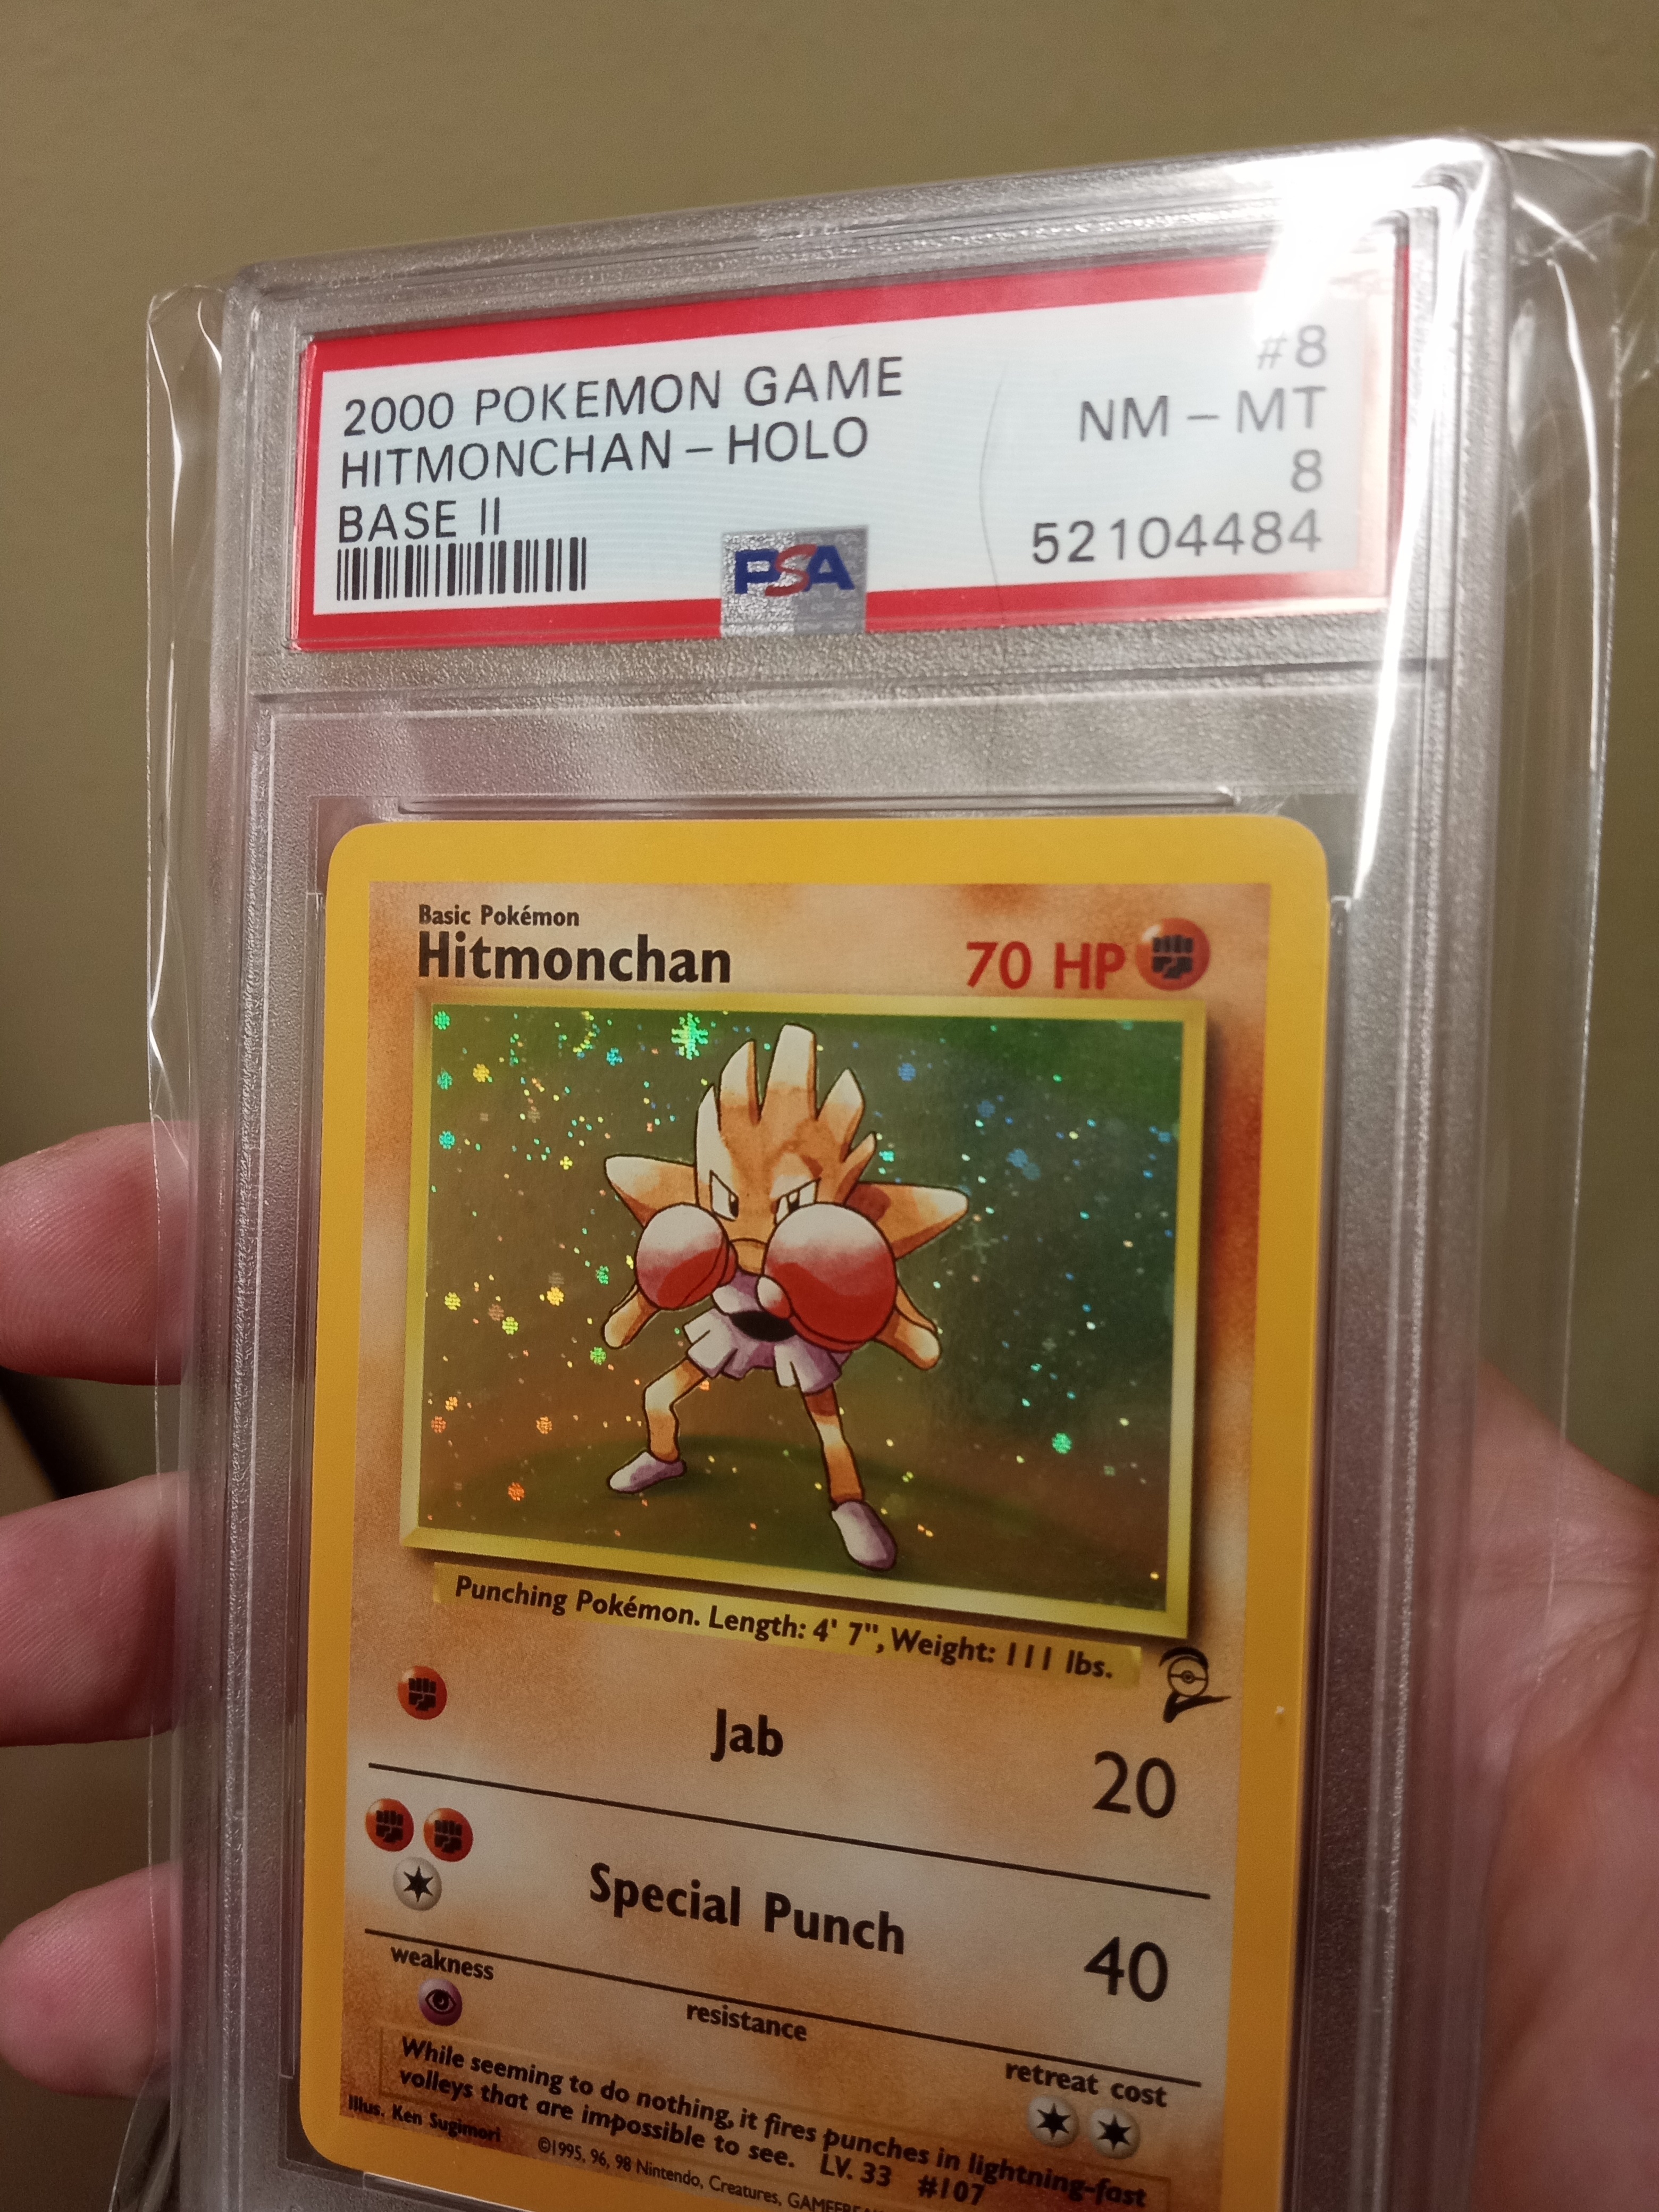 2000 POKEMON GAME #8
HITMONCHAN - HOLO NM - MT
BASE II 8
PSA 52104484
Basic Pokémon
Hitmonchan 70 HP
Punching Pokémon. Length: 4' 7", Weight: 111 lbs.
Jab 20
Special Punch 40
weakness resistance retreat cost
While seeming to do nothing, it fires punches in lightning-fast
volleys that are impossible to see. LV. 33 #107
Illus. Ken Sugimori ©1995, 96, 98 Nintendo, Creatures,